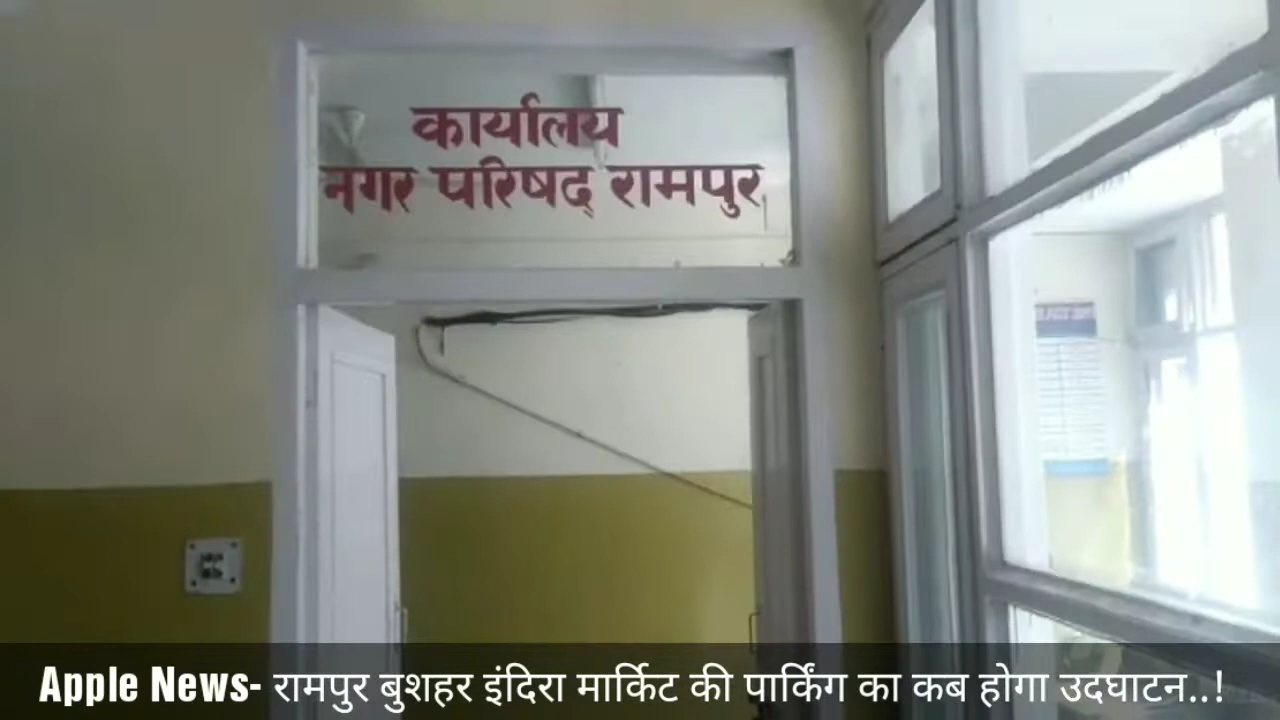 कार्यालय
नगर परिषद् रामपुर
Apple News- रामपुर बुशहर इंदिरा मार्किट की पार्किंग का कब होगा उदघाटन..!